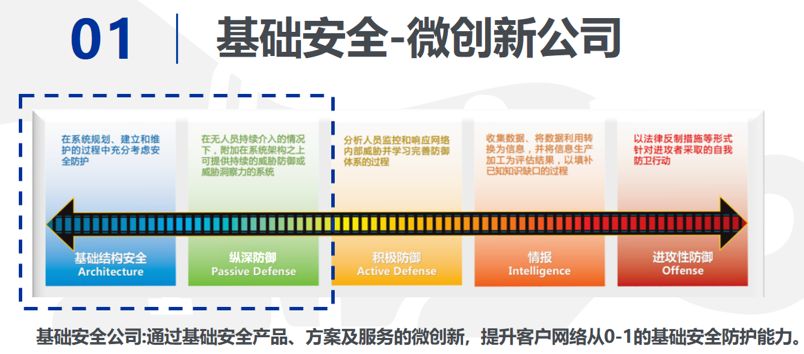 01
基础安全-微创新公司
在系统规划、建立和维
护的过程中充分考虑安
全防护
在无人员持续介入的情况
下，附加在系统架构之上
可提供持续的威胁防御或
威胁洞察力的系统
分析人员监控和响应网络
内部威胁并学习完善防御
体系的过程
收集数据、将数据利用转
换为信息，并将信息生产
加工为评估结果，以填补
已知知识缺口的过程
以法律反制措施等形式
针对进攻者采取的自我
防卫行动
基础结构安全
Architecture
纵深防御
Passive Defense
积极防御
Active Defense
情报
Intelligence
进攻性防御
Offense
基础安全公司:通过基础安全产品、方案及服务的微创新，提升客户网络从0-1的基础安全防护能力。